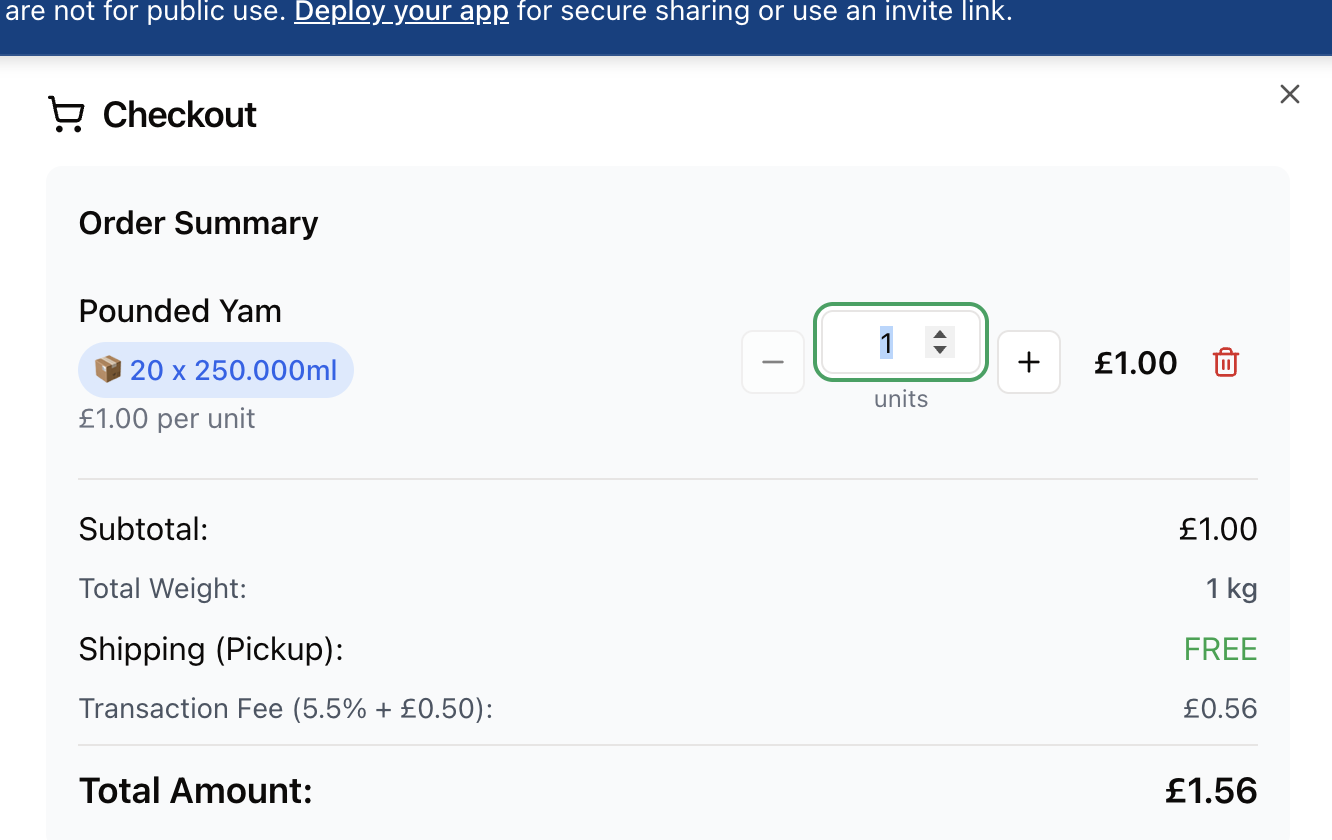 are not for public use. Deploy your app for secure sharing or use an invite link.
Checkout
Order Summary
Pounded Yam
20 x 250.000ml
£1.00 per unit
1
units
£1.00
Subtotal: £1.00
Total Weight: 1 kg
Shipping (Pickup): FREE
Transaction Fee (5.5% + £0.50): £0.56
Total Amount: £1.56